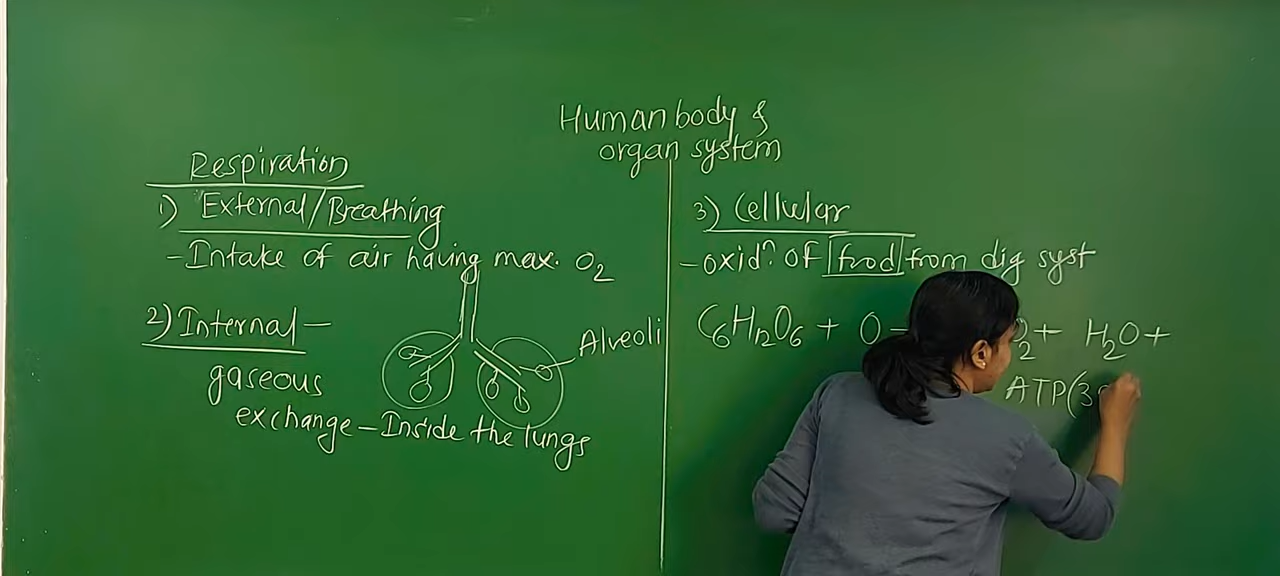 Human body &
organ system
Respiration
1) External/Breathing
- Intake of air having max. O2
2) Internal -
gaseous
exchange - Inside the lungs
Alveoli
3) Cellular
- oxidⁿ. of food from dig syst
C6H12O6 + O
2 + H2O +
ATP(3